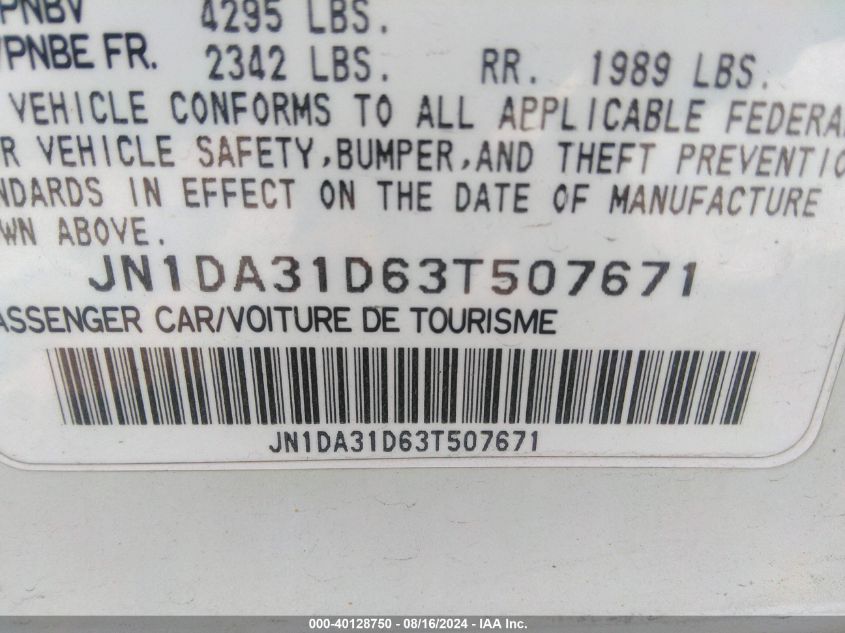 PNBV 4295 LBS.
/PNBE FR. 2342 LBS. RR. 1989 LBS.
VEHICLE CONFORMS TO ALL APPLICABLE FEDERA
R VEHICLE SAFETY,BUMPER,AND THEFT PREVENTIO
NDARDS IN EFFECT ON THE DATE OF MANUFACTURE
WN ABOVE.
JN1DA31D63T507671
ASSENGER CAR/VOITURE DE TOURISME
JN1DA31D63T507671
000-40128750 — 08/16/2024 — IAA Inc.